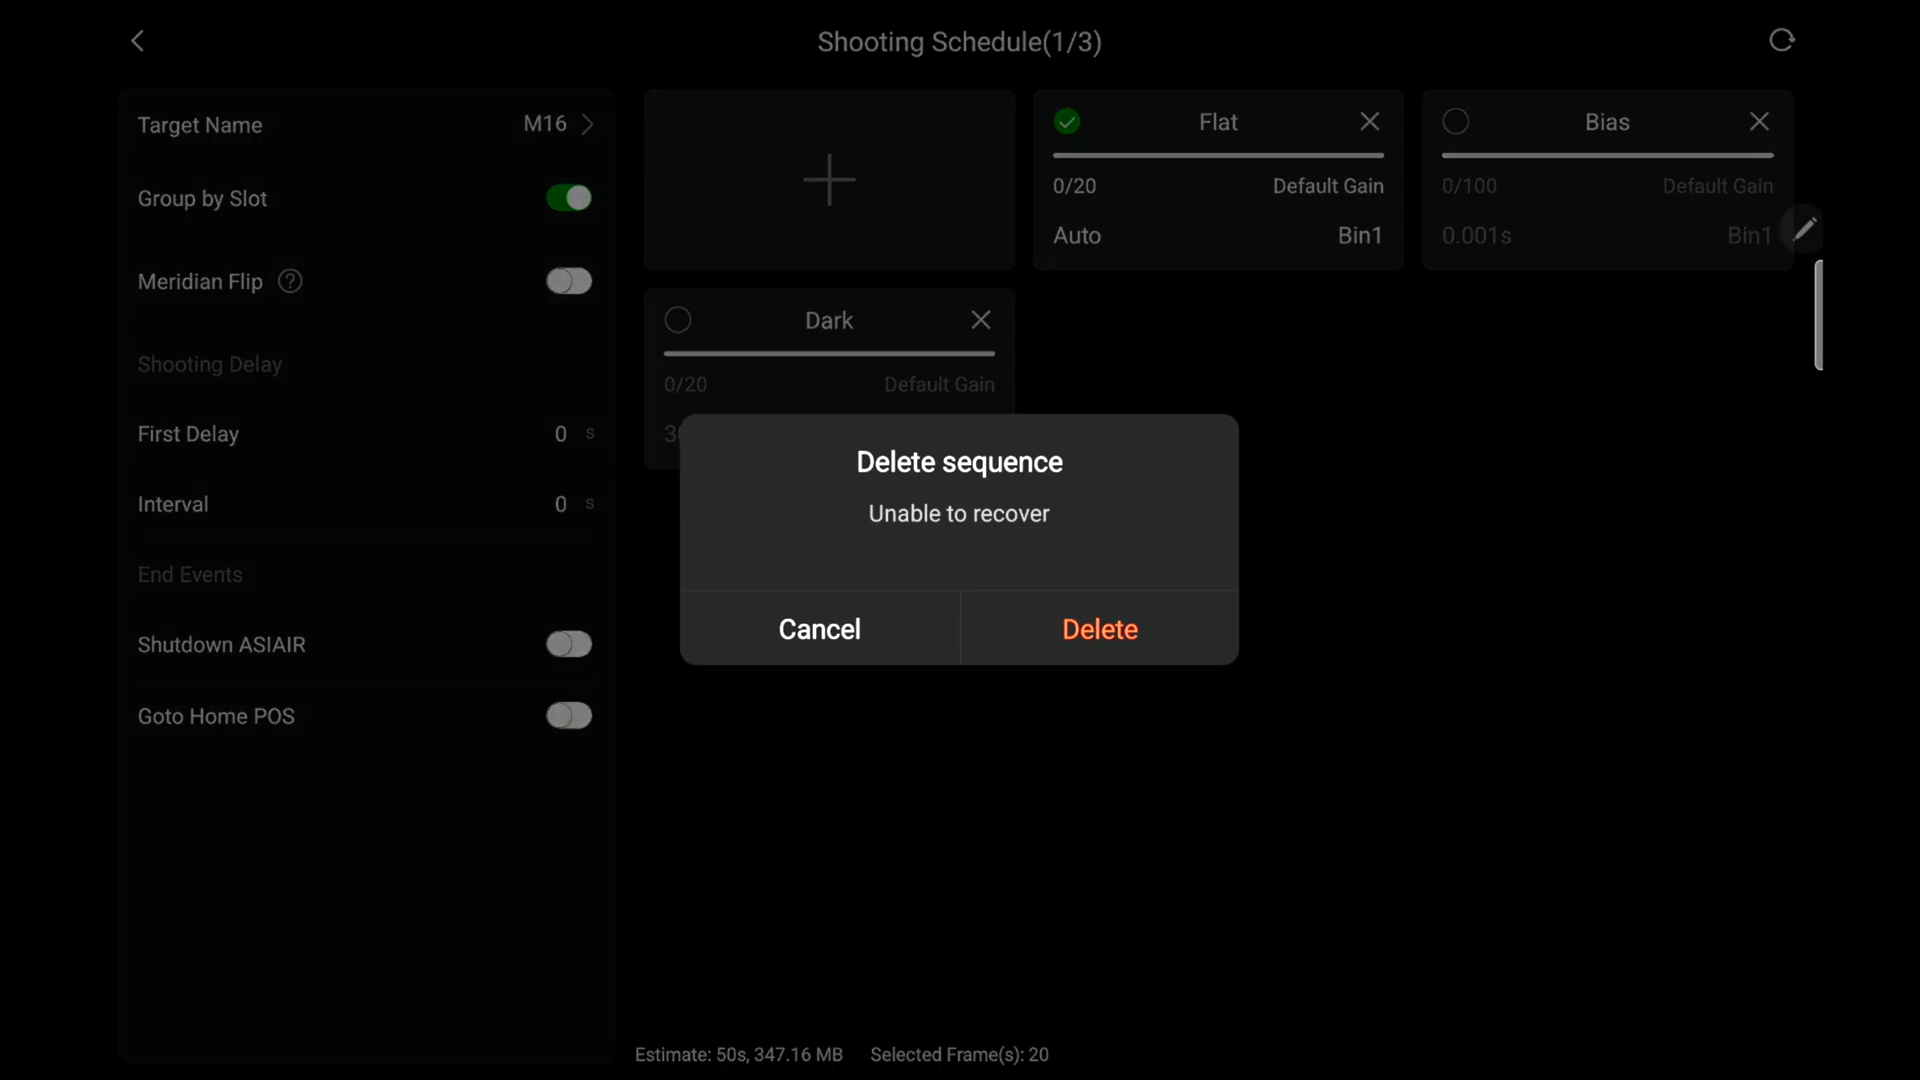 Shooting Schedule(1/3)
Target Name M16
Group by Slot
Meridian Flip ?
Shooting Delay
First Delay 0 s
Interval 0 s
End Events
Shutdown ASIAIR
Goto Home POS
Flat
0/20 Default Gain
Auto Bin1
Bias
0/100 Default Gain
0.001s Bin1
Dark
0/20 Default Gain
Delete sequence
Unable to recover
Cancel Delete
Estimate: 50s, 347.16 MB Selected Frame(s): 20